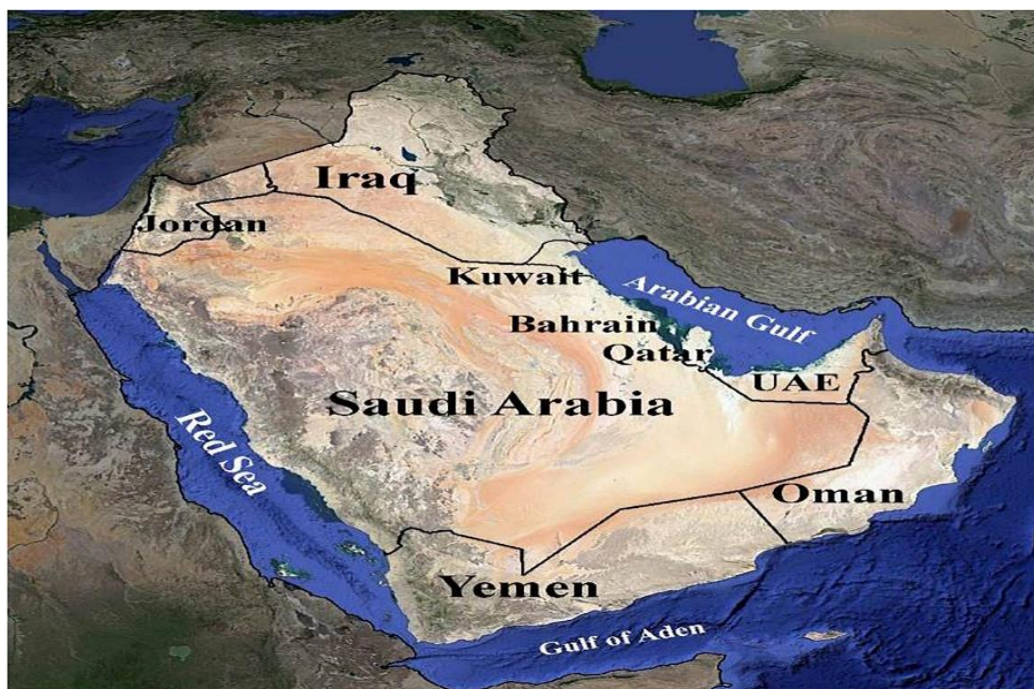 Iraq
Jordan
Kuwait
Arabian Gulf
Bahrain
Qatar
UAE
Saudi Arabia
Red Sea
Oman
Yemen
Gulf of Aden